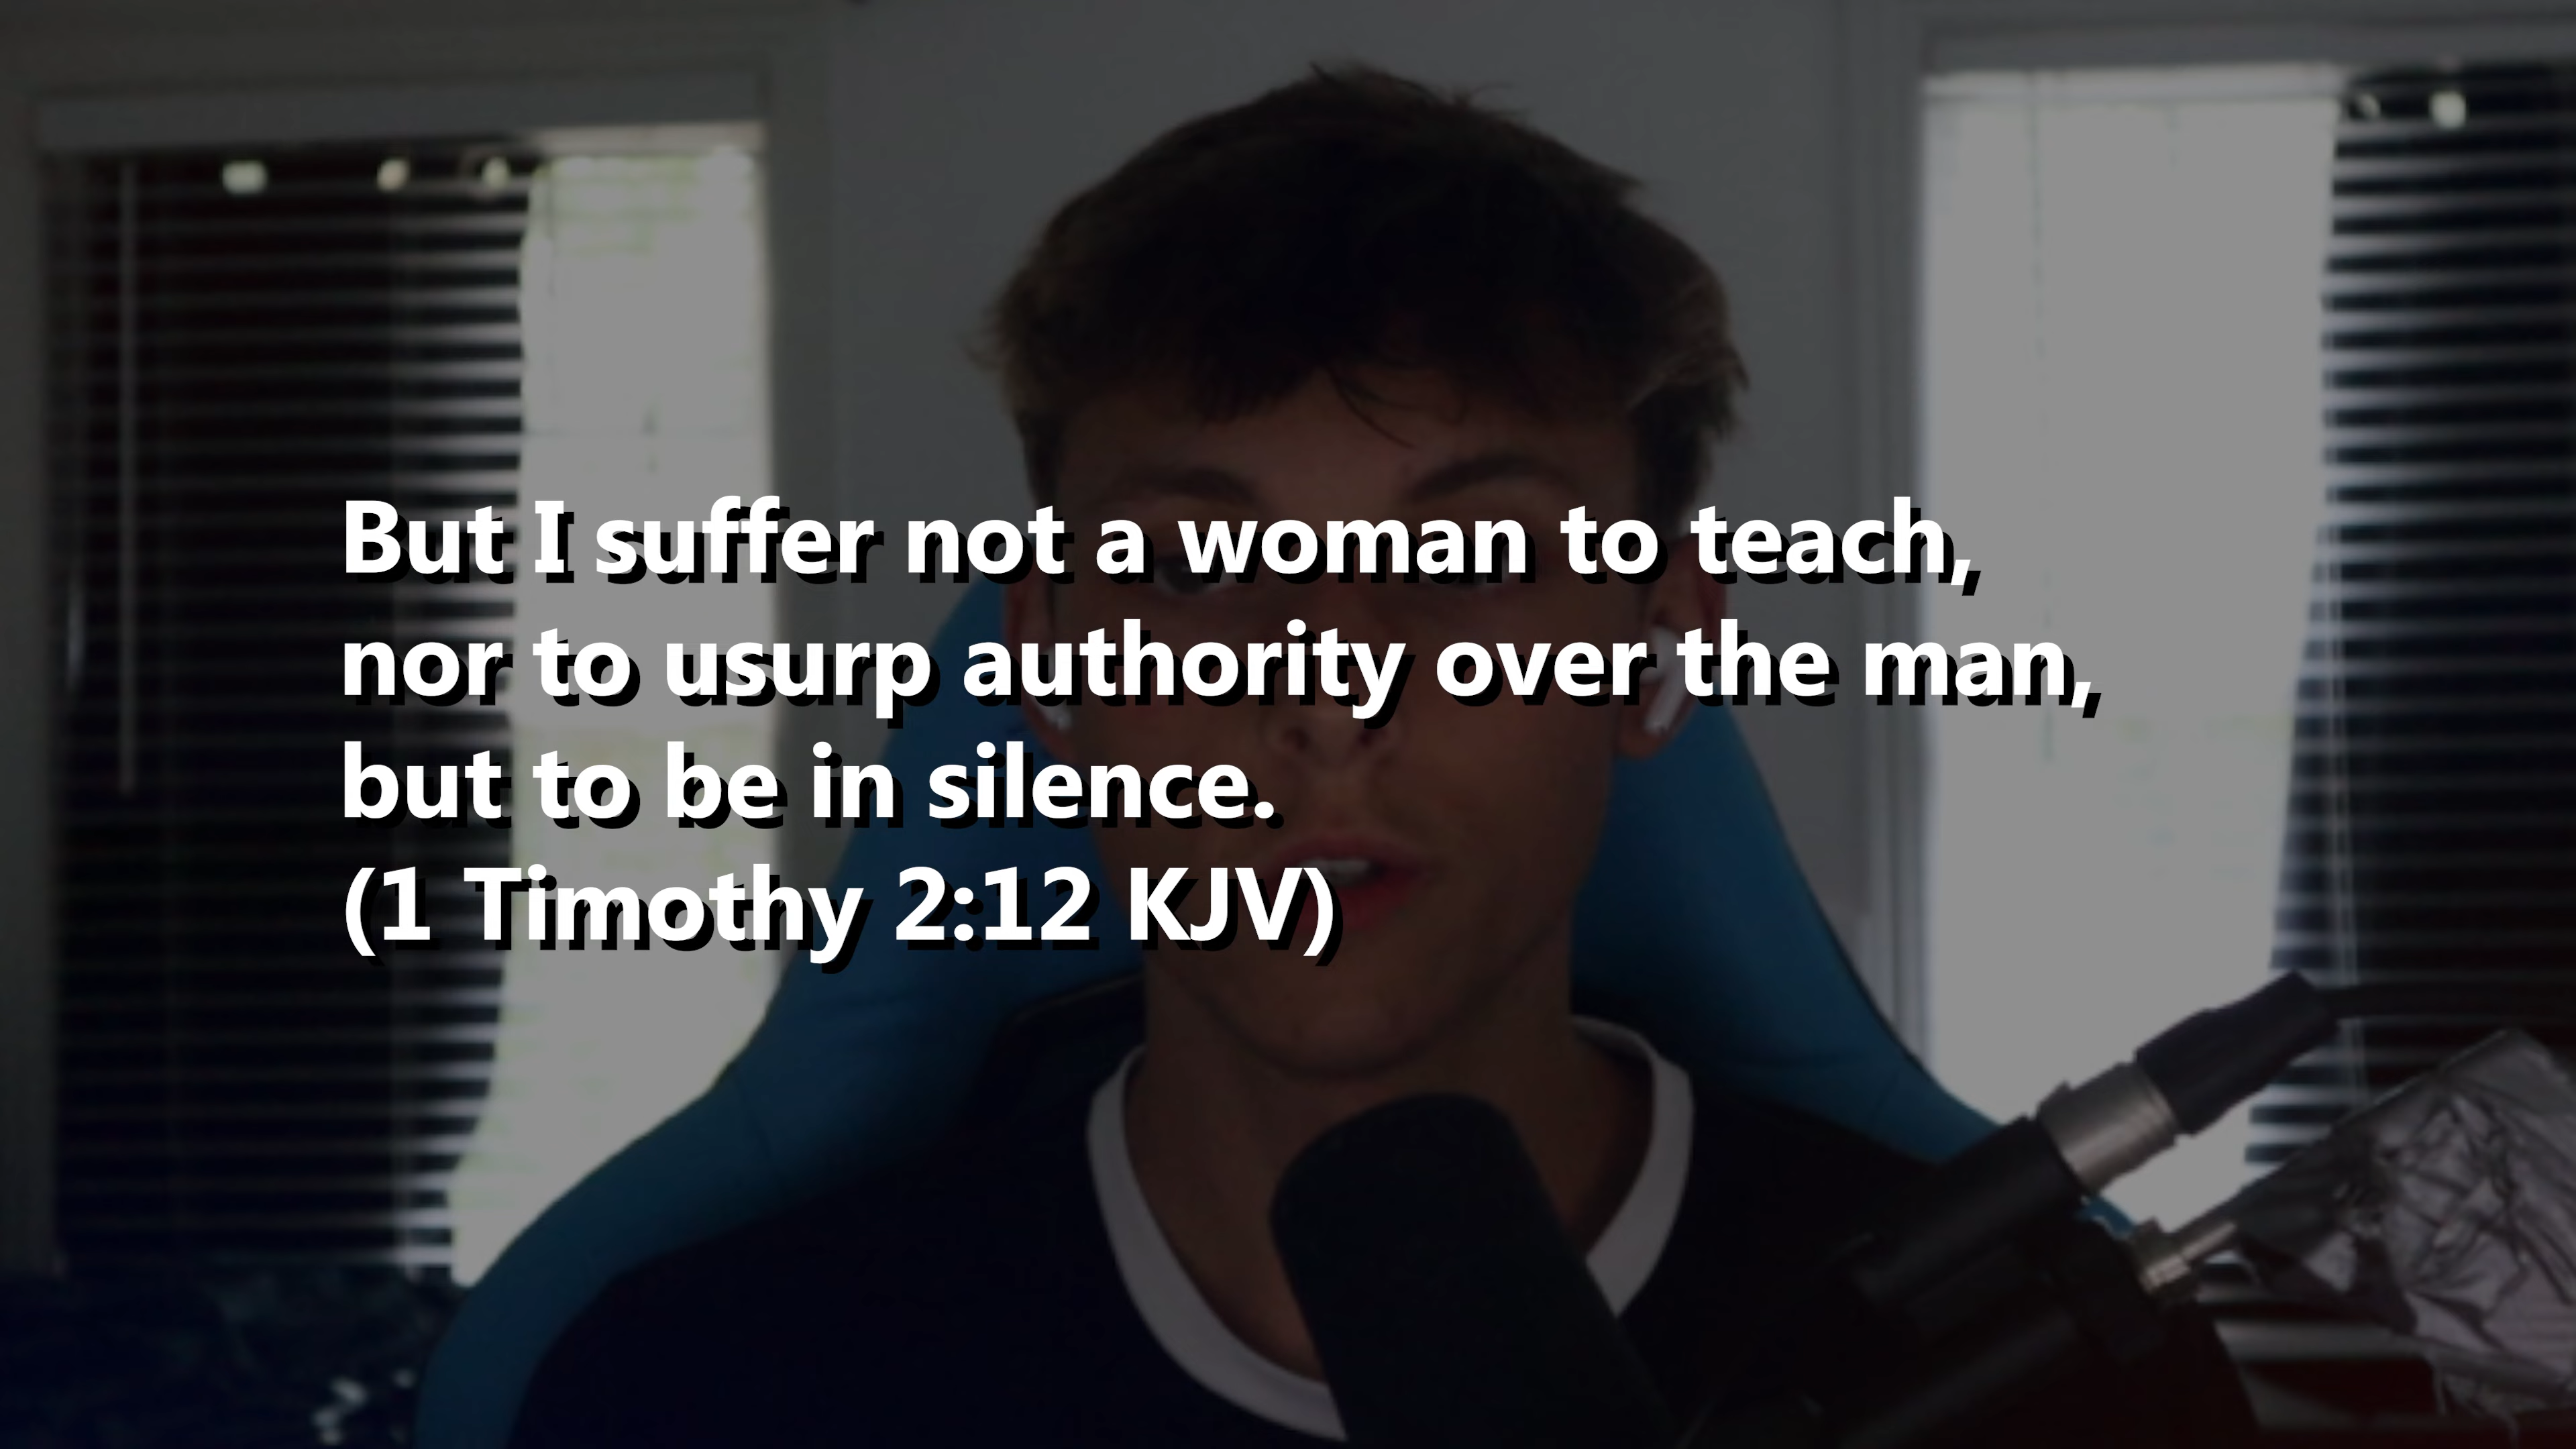 But I suffer not a woman to teach,
nor to usurp authority over the man,
but to be in silence.
(1 Timothy 2:12 KJV)